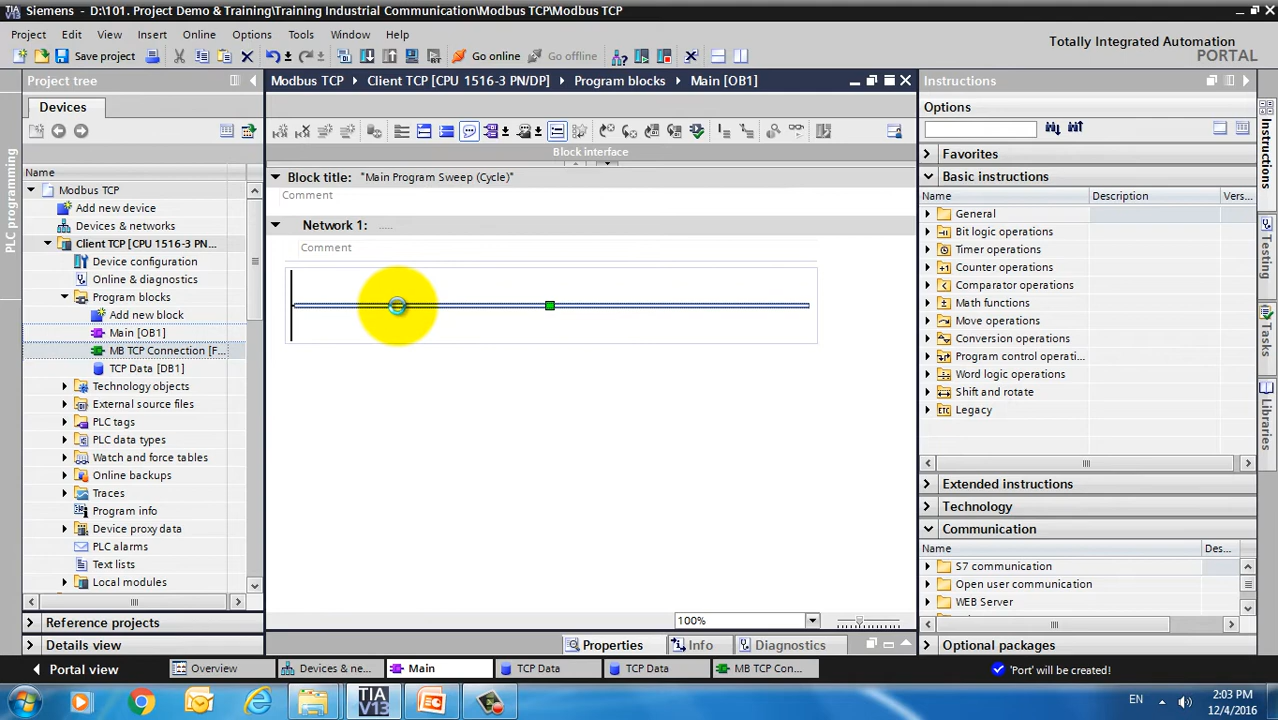 Siemens - D:\101. Project Demo & Training\Training Industrial Communication\Modbus TCP\Modbus TCP
Project Edit View Insert Online Options Tools Window Help
Totally Integrated Automation
PORTAL
Save project
Go online
Go offline
Project tree
Modbus TCP Client TCP [CPU 1516-3 PN/DP] Program blocks Main [OB1]
Instructions
Devices
Options
PLC programming
Block interface
Name
Modbus TCP
Add new device
Devices & networks
Client TCP [CPU 1516-3 PN...
Device configuration
Online & diagnostics
Program blocks
Add new block
Main [OB1]
MB TCP Connection [F...
TCP Data [DB1]
Technology objects
External source files
PLC tags
PLC data types
Watch and force tables
Online backups
Traces
Program info
Device proxy data
PLC alarms
Text lists
Local modules
Reference projects
Details view
Block title: "Main Program Sweep (Cycle)"
Comment
Network 1: .....
Comment
100%
Properties Info Diagnostics
Favorites
Basic instructions
Name Description Vers...
General
Bit logic operations
Timer operations
Counter operations
Comparator operations
Math functions
Move operations
Conversion operations
Program control operati...
Word logic operations
Shift and rotate
Legacy
Extended instructions
Technology
Communication
Name Des...
S7 communication
Open user communication
WEB Server
Optional packages
Instructions
Testing
Tasks
Libraries
Portal view
Overview
Devices & ne...
Main
TCP Data
TCP Data
MB TCP Con...
'Port' will be created!
TIA
V13
EN
2:03 PM
12/4/2016